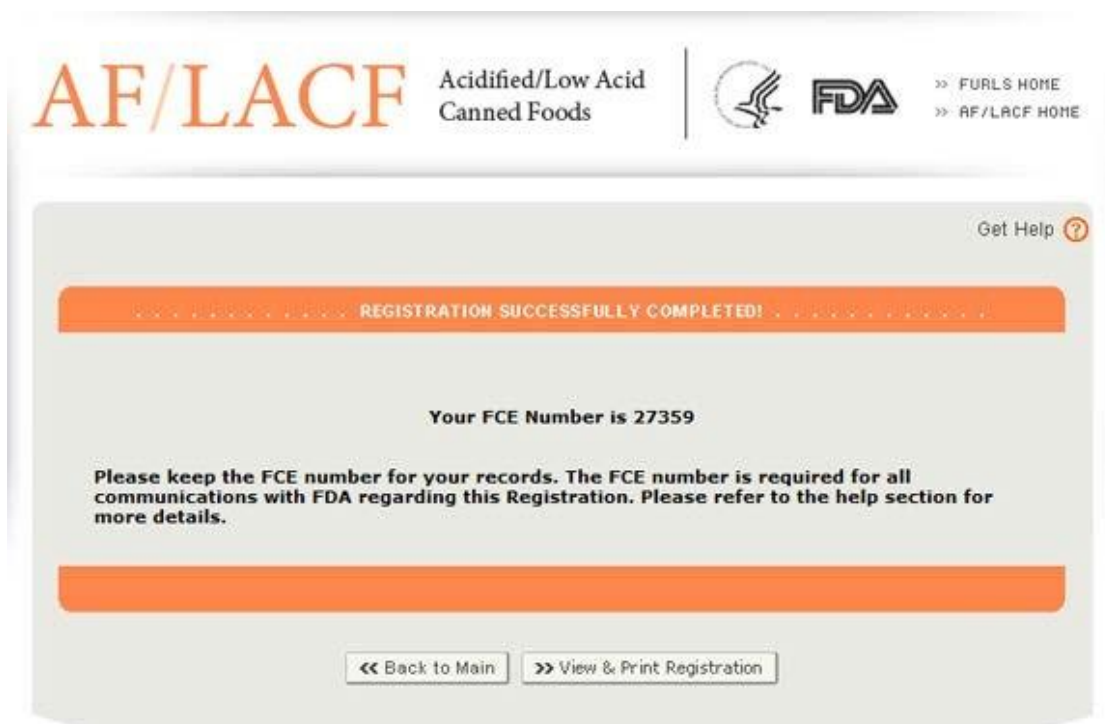 AF/LACF
Acidified/Low Acid
Canned Foods
FDA
>> FURLS HOME
>> AF/LACF HOME
Get Help ?
. . . . . . . . . . . . REGISTRATION SUCCESSFULLY COMPLETED! . . . . . . . . . . . .
Your FCE Number is 27359
Please keep the FCE number for your records. The FCE number is required for all
communications with FDA regarding this Registration. Please refer to the help section for
more details.
<< Back to Main
>> View & Print Registration